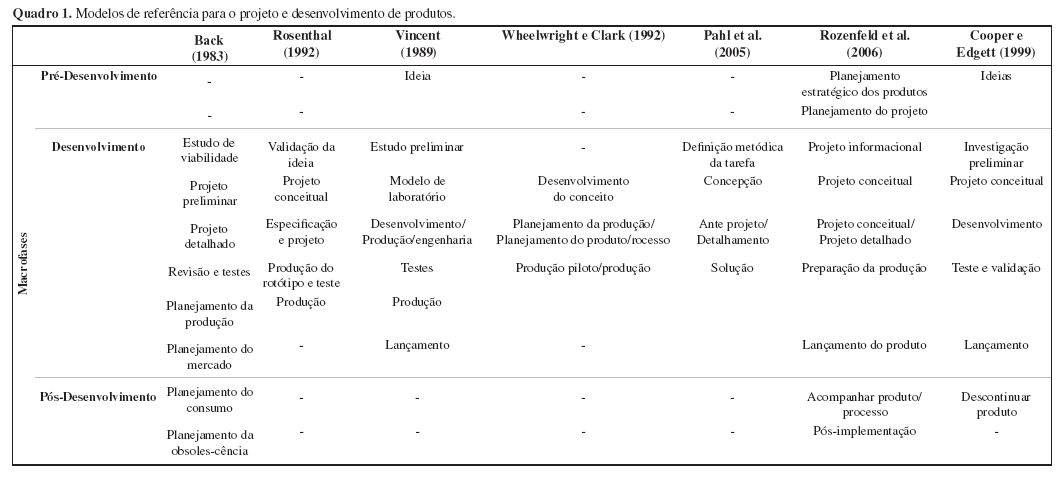 Quadro 1. Modelos de referência para o projeto e desenvolvimento de produtos.
Back (1983) Rosenthal (1992) Vincent (1989) Wheelwright e Clark (1992) Pahl et al. (2005) Rozenfeld et al. (2006) Cooper e Edgett (1999)
Macrofases
Pré-Desenvolvimento - - Ideia - - Planejamento estratégico dos produtos Ideias
- - - - Planejamento do projeto
Desenvolvimento Estudo de viabilidade Validação da ideia Estudo preliminar - Definição metódica da tarefa Projeto informacional Investigação preliminar
Projeto preliminar Projeto conceitual Modelo de laboratório Desenvolvimento do conceito Concepção Projeto conceitual Projeto conceitual
Projeto detalhado Especificação e projeto Desenvolvimento/ Produção/engenharia Planejamento da produção/ Planejamento do produto/rocesso Ante projeto/ Detalhamento Projeto conceitual/ Projeto detalhado Desenvolvimento
Revisão e testes Produção do rotótipo e teste Testes Produção piloto/produção Solução Preparação da produção Teste e validação
Planejamento da produção Produção Produção
Planejamento do mercado - Lançamento - Lançamento do produto Lançamento
Pós-Desenvolvimento Planejamento do consumo - - - - Acompanhar produto/ processo Descontinuar produto
Planejamento da obsoles-cência - - - - Pós-implementação -